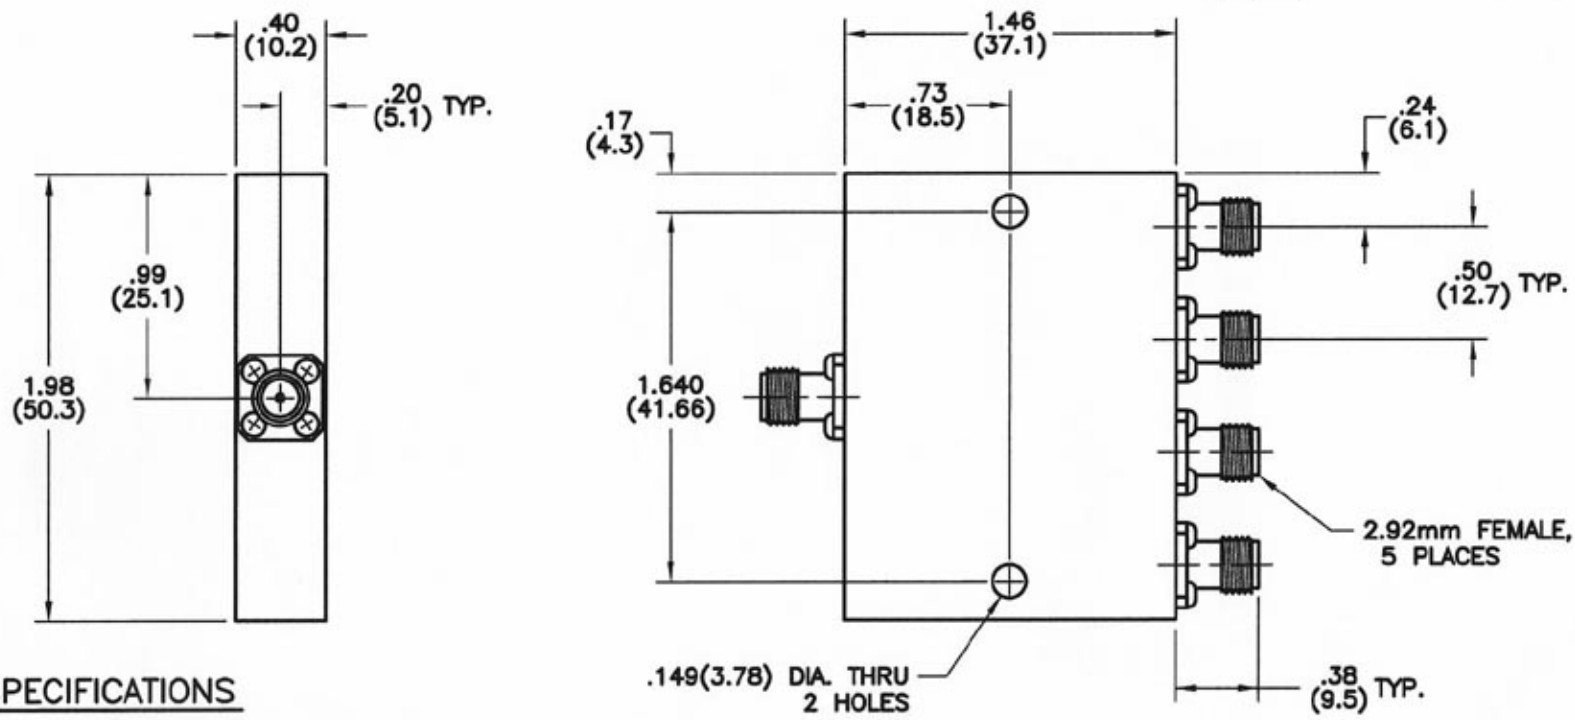 .40
(10.2)
.20
(5.1) TYP.
.99
(25.1)
1.98
(50.3)
1.46
(37.1)
.73
(18.5)
.17
(4.3)
.24
(6.1)
.50
(12.7) TYP.
1.640
(41.66)
2.92mm FEMALE,
5 PLACES
.149(3.78) DIA. THRU
2 HOLES
.38
(9.5) TYP.
PECIFICATIONS